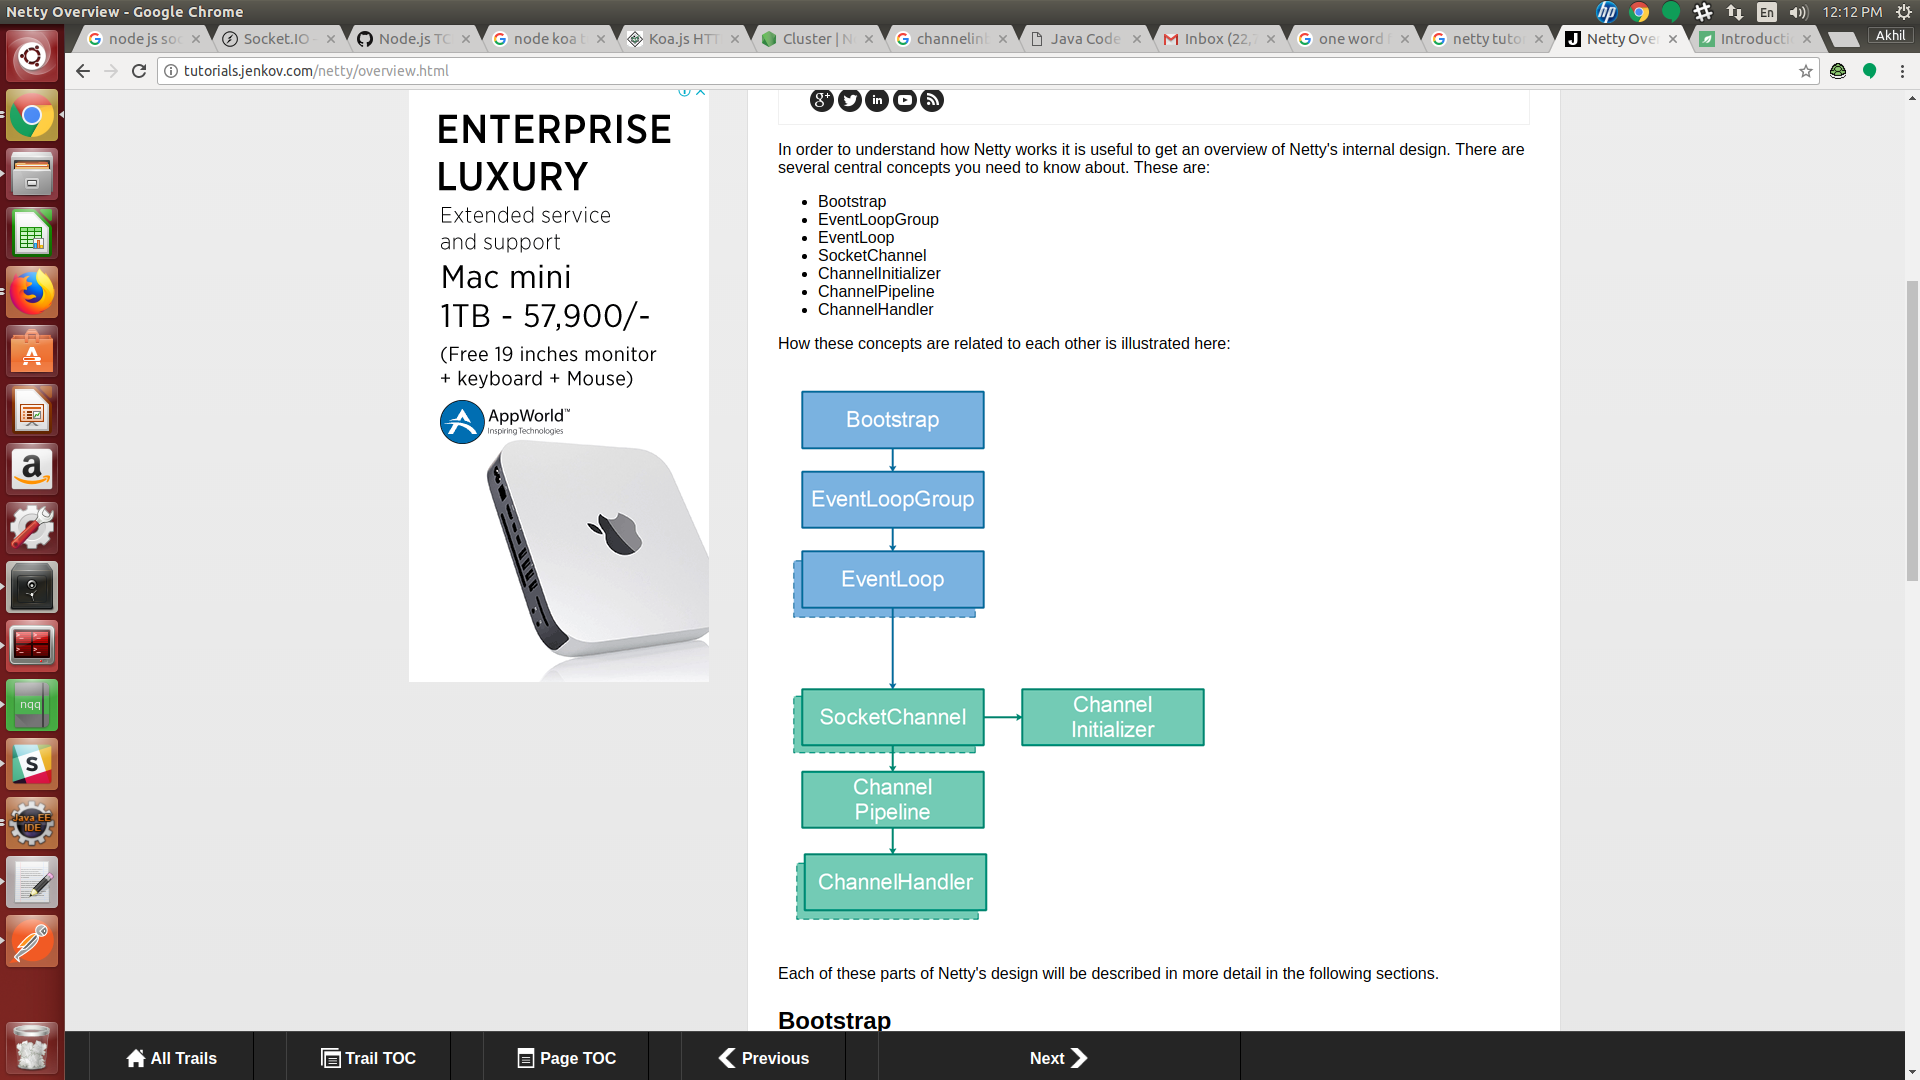 Netty Overview - Google Chrome
En
12:12 PM
node js so
Socket.IO -
Node.js TC
node koa
Koa.js HTT
Cluster | N
channelin
Java Code
Inbox (22,
one word
netty tuto
Netty Ove
Introducti
Akhil
tutorials.jenkov.com/netty/overview.html
ENTERPRISE
LUXURY
Extended service
and support
Mac mini
1TB - 57,900/-
(Free 19 inches monitor
+ keyboard + Mouse)
AppWorld™
Inspiring Technologies
In order to understand how Netty works it is useful to get an overview of Netty's internal design. There are
several central concepts you need to know about. These are:
• Bootstrap
• EventLoopGroup
• EventLoop
• SocketChannel
• ChannelInitializer
• ChannelPipeline
• ChannelHandler
How these concepts are related to each other is illustrated here:
Bootstrap
EventLoopGroup
EventLoop
SocketChannel
Channel
Initializer
Channel
Pipeline
ChannelHandler
Each of these parts of Netty's design will be described in more detail in the following sections.
Bootstrap
nqq
Java EE
IDE
All Trails
Trail TOC
Page TOC
Previous
Next